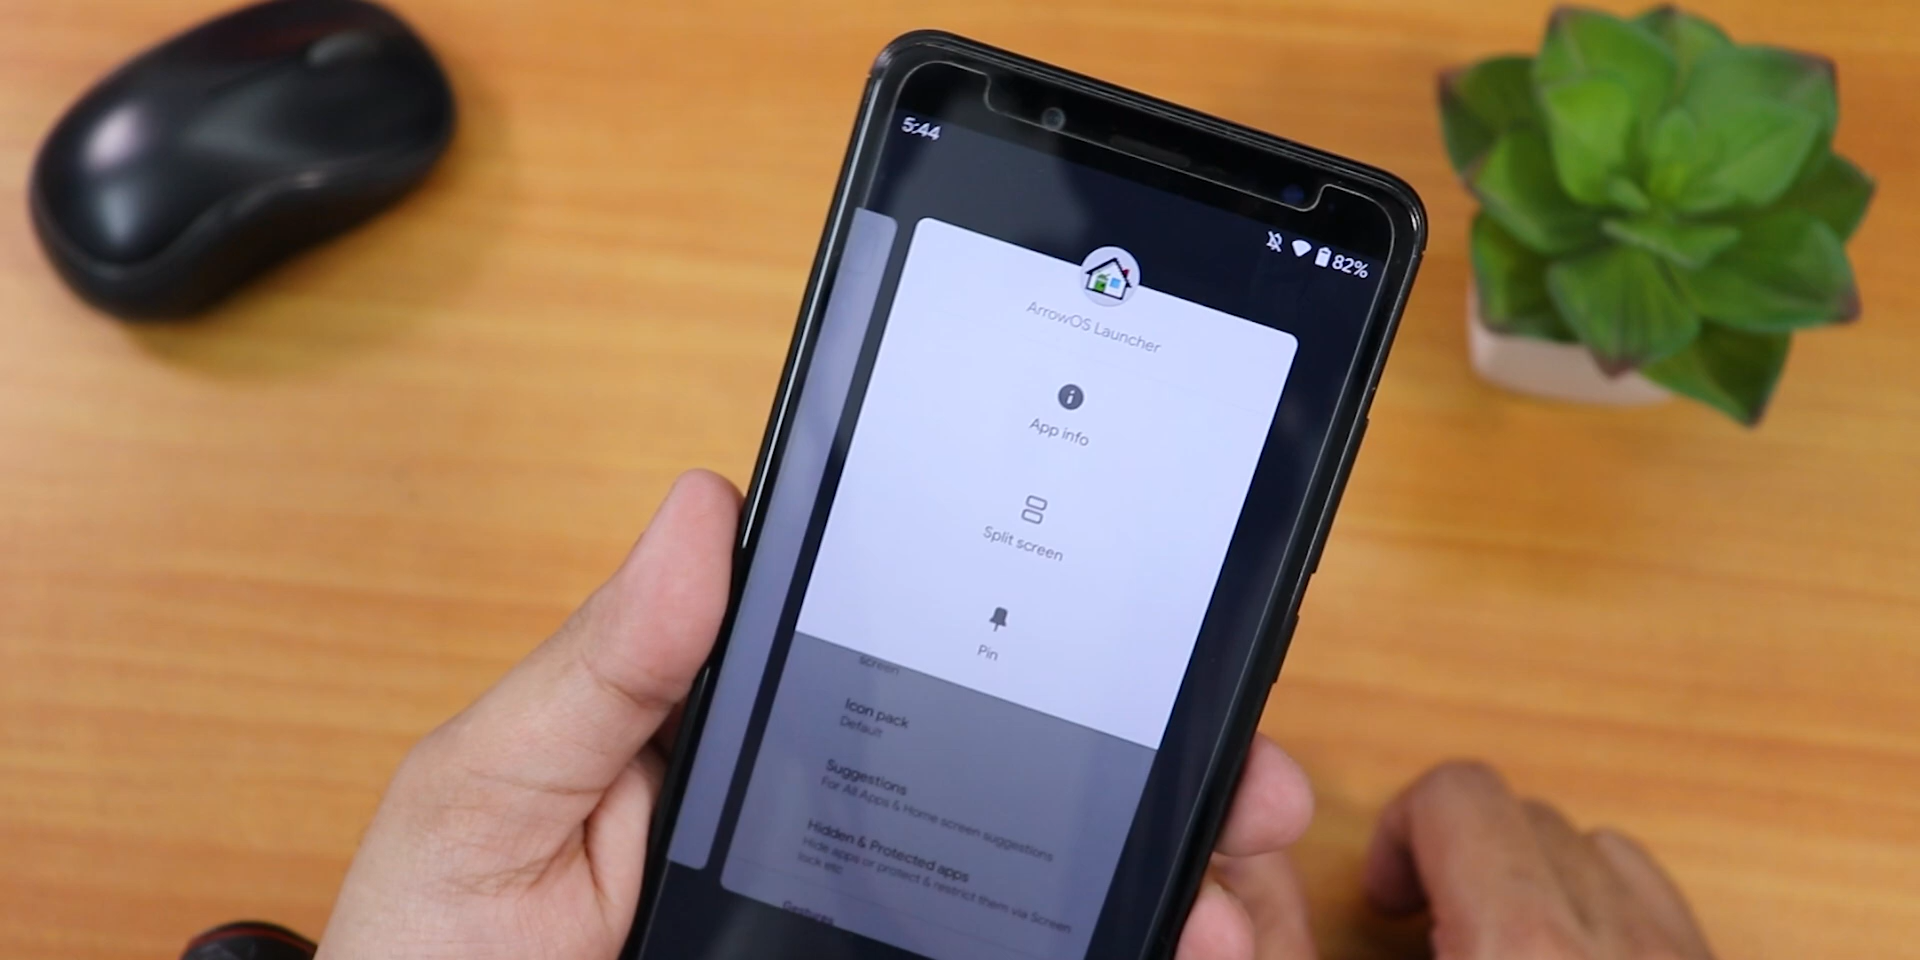 5:44
82%
ArrowOS Launcher
App info
Split screen
Pin
screen
Icon pack
Default
Suggestions
For All Apps & Home screen suggestions
Hidden & Protected apps
Hide apps or protect & restrict them via Screen
lock etc
Gestures